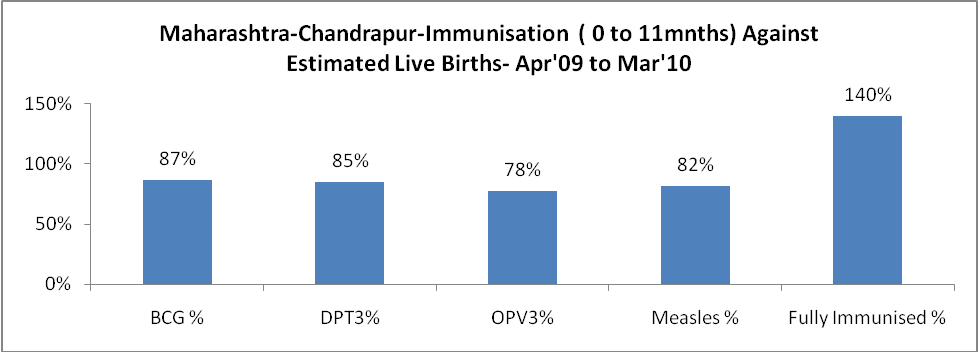 Maharashtra-Chandrapur-Immunisation ( 0 to 11mnths) Against
Estimated Live Births- Apr'09 to Mar'10
150%
100%
50%
0%
87%
85%
78%
82%
140%
BCG %
DPT3%
OPV3%
Measles %
Fully Immunised %